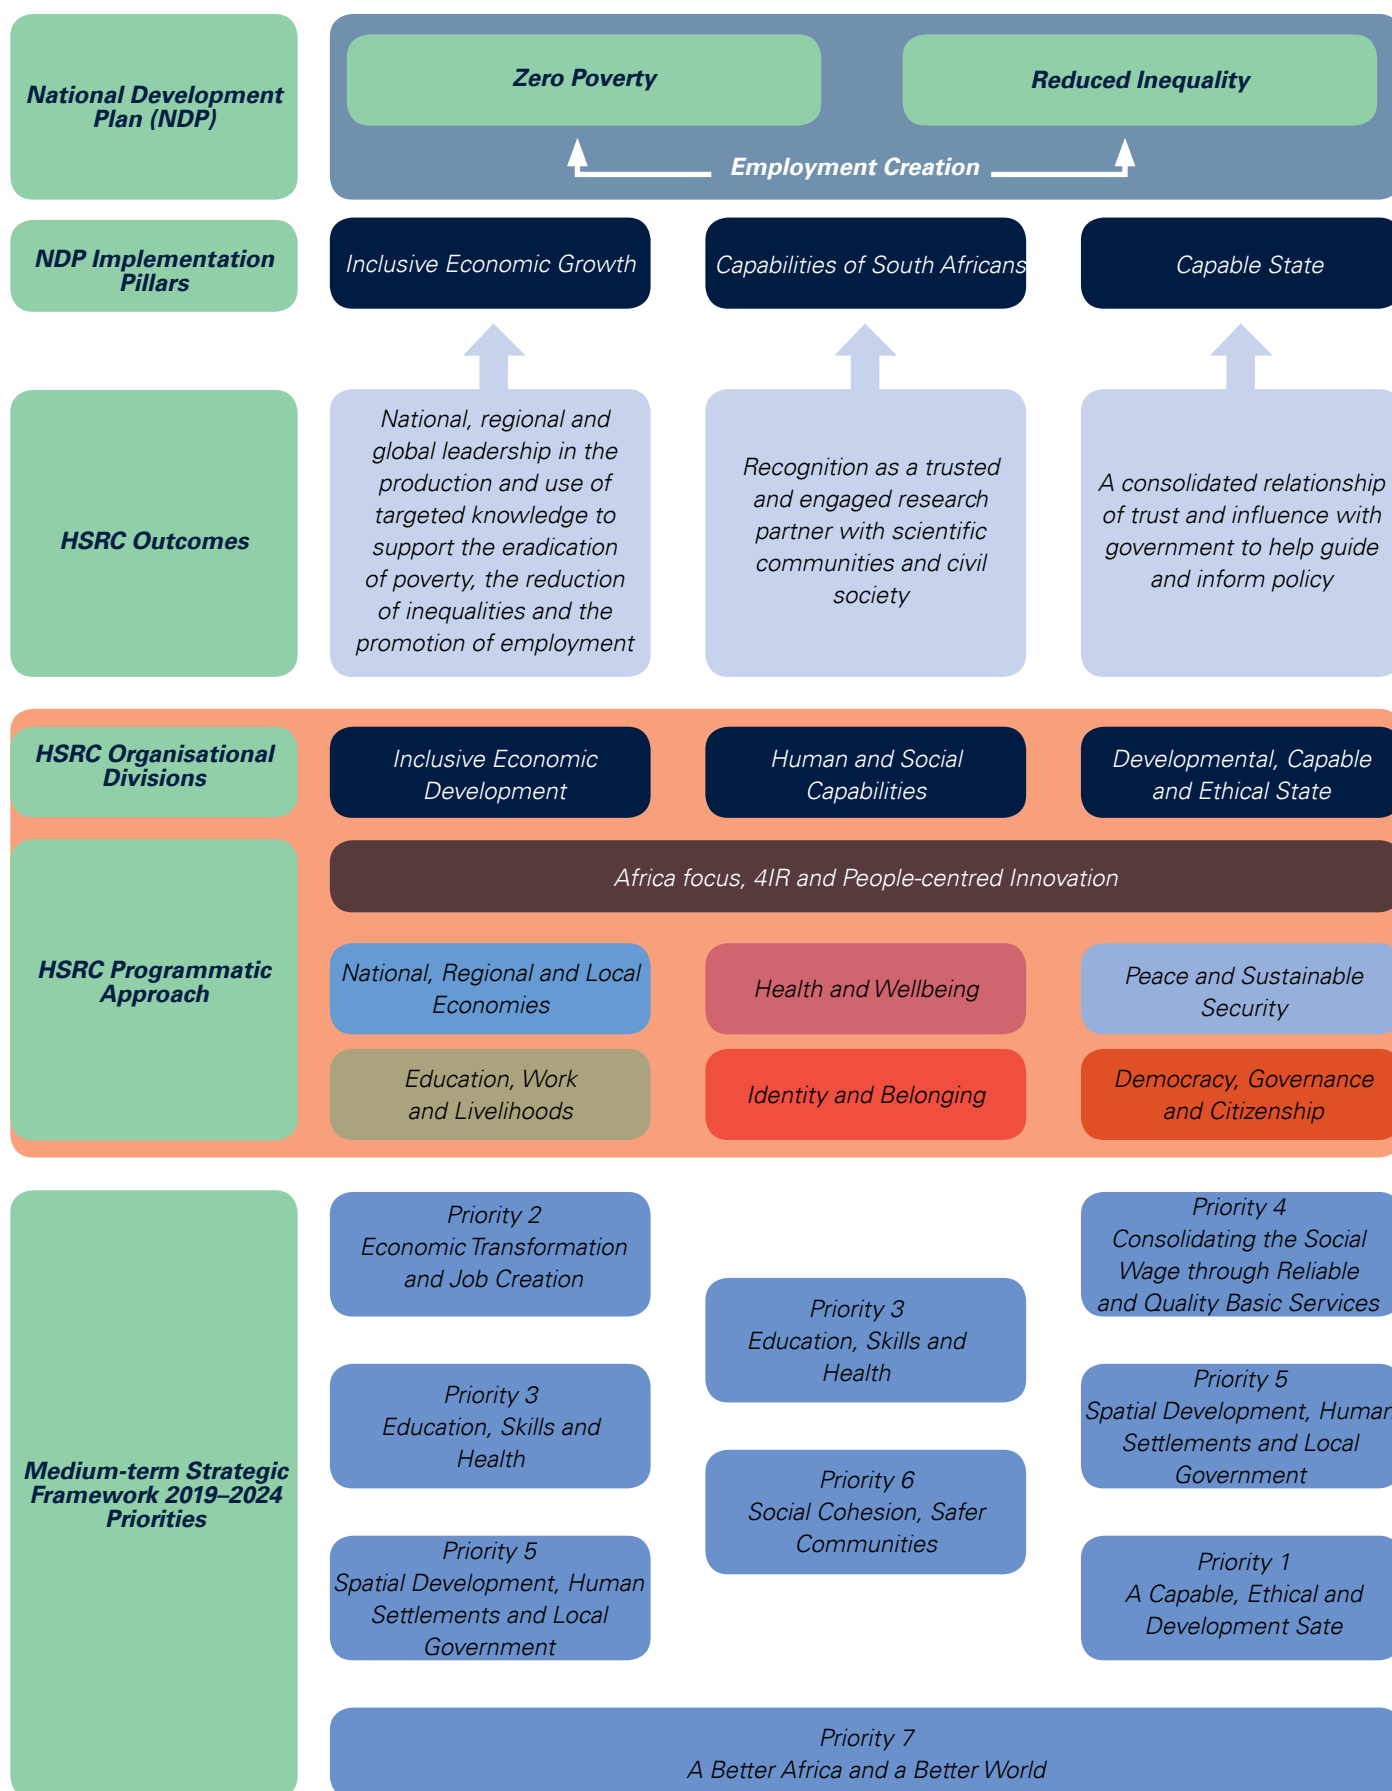 National Development
Plan (NDP)
Zero Poverty
Reduced Inequality
Employment Creation
NDP Implementation
Pillars
Inclusive Economic Growth
Capabilities of South Africans
Capable State
HSRC Outcomes
National, regional and
global leadership in the
production and use of
targeted knowledge to
support the eradication
of poverty, the reduction
of inequalities and the
promotion of employment
Recognition as a trusted
and engaged research
partner with scientific
communities and civil
society
A consolidated relationship
of trust and influence with
government to help guide
and inform policy
HSRC Organisational
Divisions
Inclusive Economic
Development
Human and Social
Capabilities
Developmental, Capable
and Ethical State
HSRC Programmatic
Approach
Africa focus, 4IR and People-centred Innovation
National, Regional and Local
Economies
Health and Wellbeing
Peace and Sustainable
Security
Education, Work
and Livelihoods
Identity and Belonging
Democracy, Governance
and Citizenship
Medium-term Strategic
Framework 2019–2024
Priorities
Priority 2
Economic Transformation
and Job Creation
Priority 3
Education, Skills and
Health
Priority 5
Spatial Development, Human
Settlements and Local
Government
Priority 3
Education, Skills and
Health
Priority 6
Social Cohesion, Safer
Communities
Priority 4
Consolidating the Social
Wage through Reliable
and Quality Basic Services
Priority 5
Spatial Development, Human
Settlements and Local
Government
Priority 1
A Capable, Ethical and
Development Sate
Priority 7
A Better Africa and a Better World